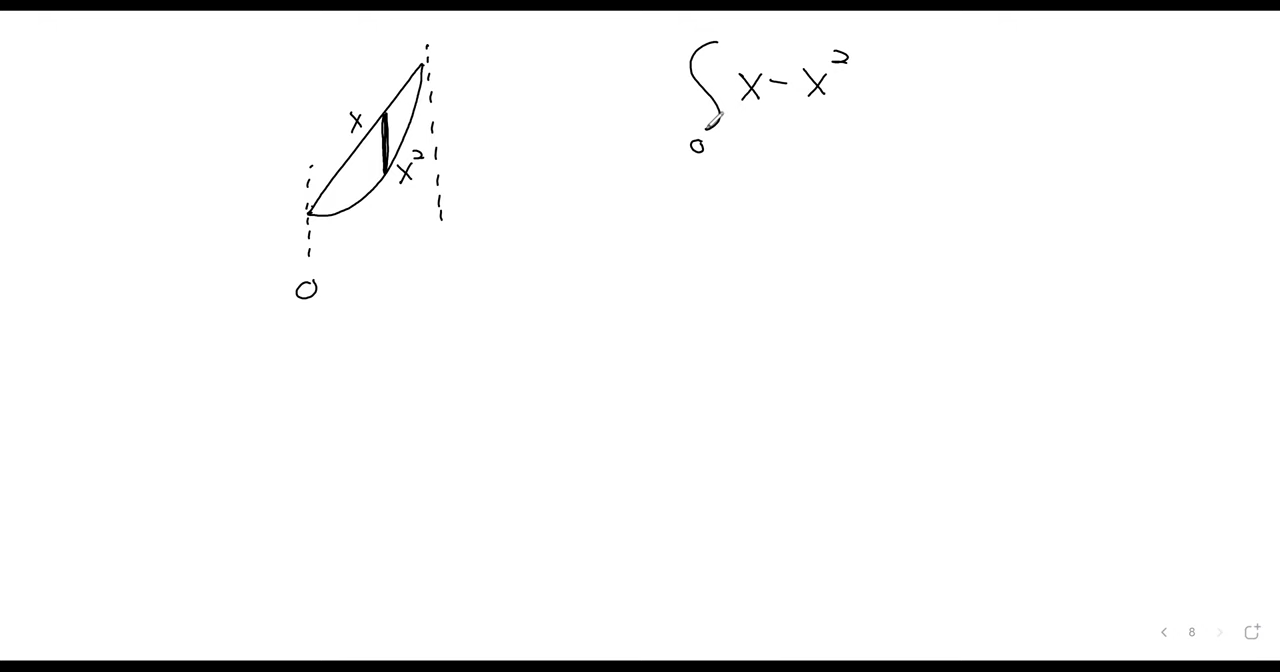 ∫ x - x²
0
x
x²
0
8